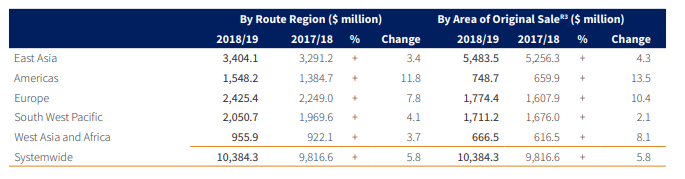 By Route Region ($ million) By Area of Original Saleᴿ³ ($ million)
2018/19 2017/18 % Change 2018/19 2017/18 % Change
East Asia 3,404.1 3,291.2 + 3.4 5,483.5 5,256.3 + 4.3
Americas 1,548.2 1,384.7 + 11.8 748.7 659.9 + 13.5
Europe 2,425.4 2,249.0 + 7.8 1,774.4 1,607.9 + 10.4
South West Pacific 2,050.7 1,969.6 + 4.1 1,711.2 1,676.0 + 2.1
West Asia and Africa 955.9 922.1 + 3.7 666.5 616.5 + 8.1
Systemwide 10,384.3 9,816.6 + 5.8 10,384.3 9,816.6 + 5.8